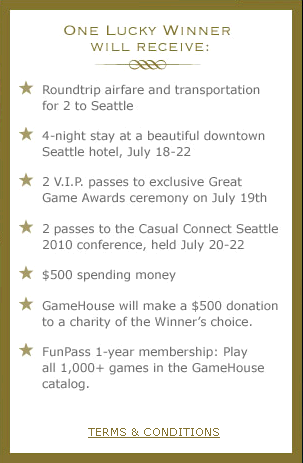 ONE LUCKY WINNER
WILL RECEIVE:
Roundtrip airfare and transportation
for 2 to Seattle
4-night stay at a beautiful downtown
Seattle hotel, July 18-22
2 V.I.P. passes to exclusive Great
Game Awards ceremony on July 19th
2 passes to the Casual Connect Seattle
2010 conference, held July 20-22
$500 spending money
GameHouse will make a $500 donation
to a charity of the Winner's choice.
FunPass 1-year membership: Play
all 1,000+ games in the GameHouse
catalog.
TERMS & CONDITIONS